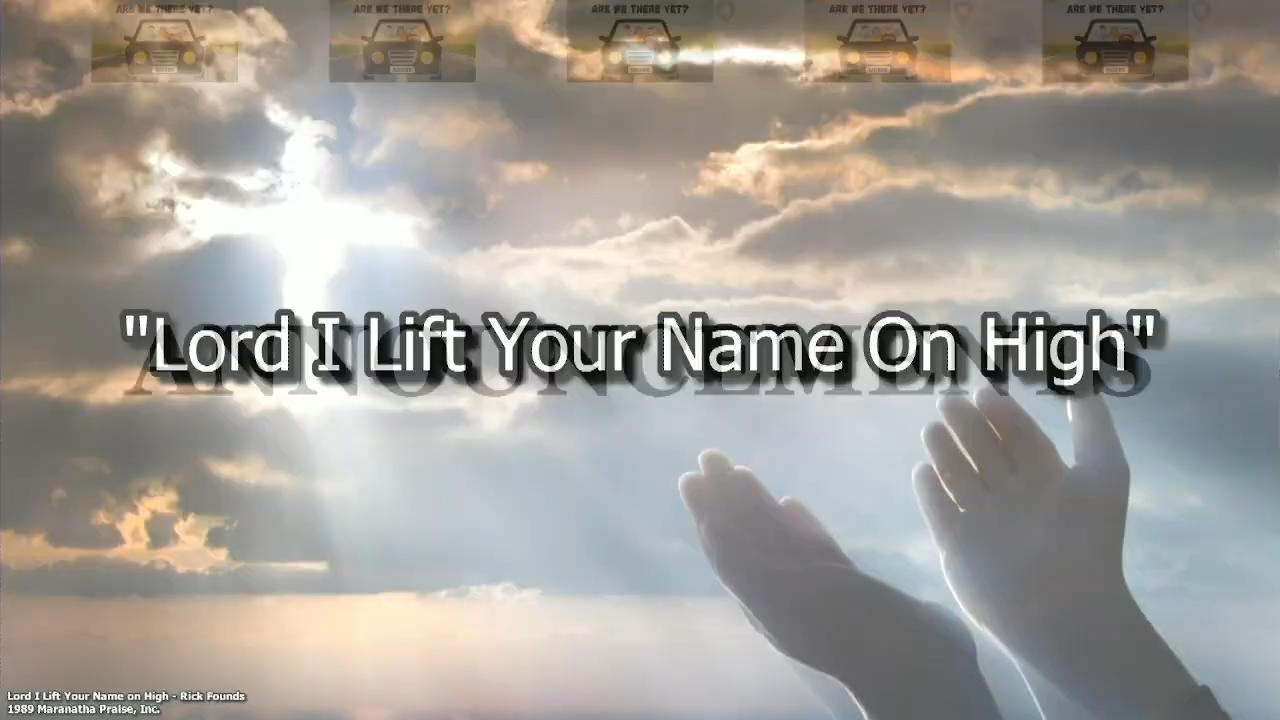 ARE WE THERE YET?
ARE WE THERE YET?
ARE WE THERE YET?
ARE WE THERE YET?
ARE WE THERE YET?
"Lord I Lift Your Name On High"
ANNOUNCEMENTS
Lord I Lift Your Name on High - Rick Founds
1989 Maranatha Praise, Inc.